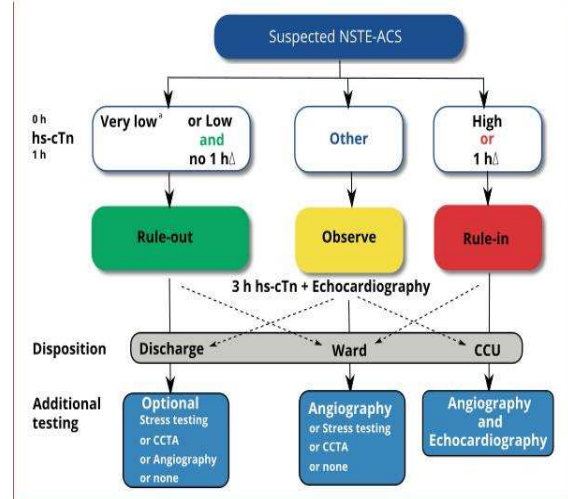 Suspected NSTE-ACS
0 h
hs-cTn
1 h
Very low a or Low
and
no 1 hΔ
Other
High
or
1 hΔ
Rule-out
Observe
Rule-in
3 h hs-cTn + Echocardiography
Disposition
Discharge
Ward
CCU
Additional
testing
Optional
Stress testing
or CCTA
or Angiography
or none
Angiography
or Stress testing
or CCTA
or none
Angiography
and
Echocardiography